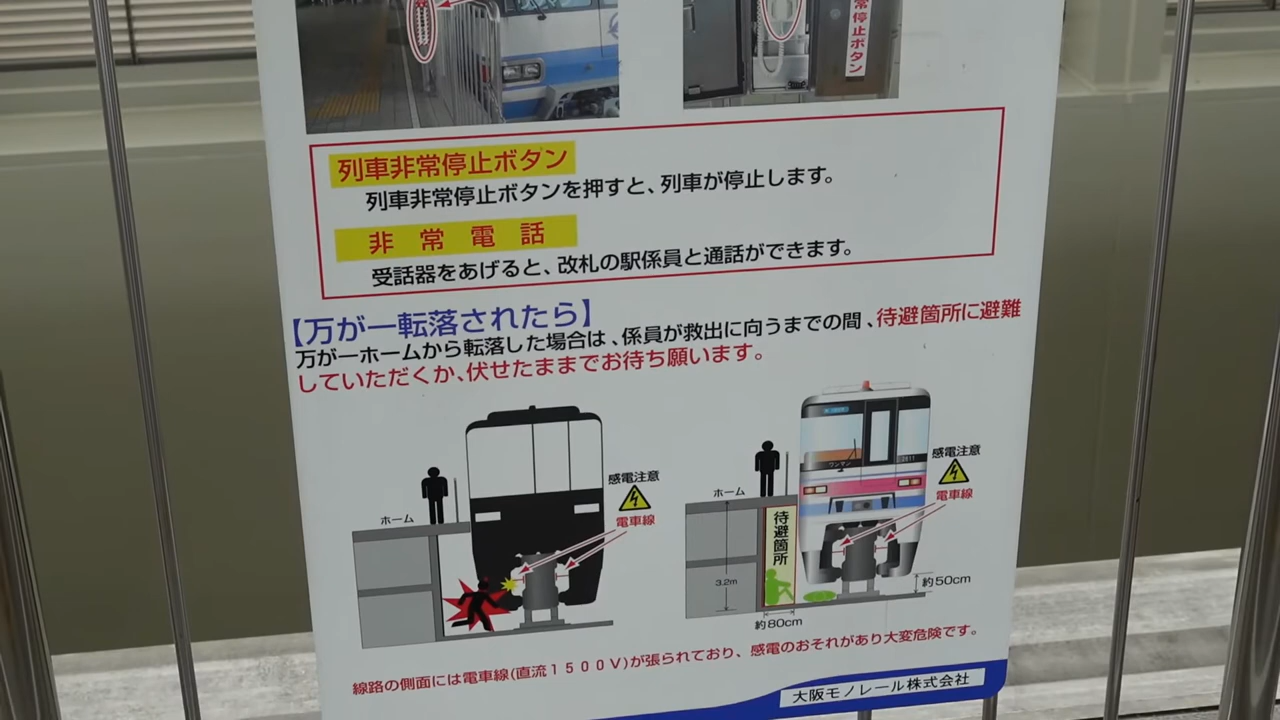 常停止ボタン
列車非常停止ボタン
列車非常停止ボタンを押すと、列車が停止します。
非常電話
受話器をあげると、改札の駅係員と通話ができます。
【万が一転落されたら】
万が一ホームから転落した場合は、係員が救出に向うまでの間、待避箇所に避難
していただくか、伏せたままでお待ち願います。
感電注意
電車線
ホーム
感電注意
電車線
ホーム
ワンマン
待避箇所
3.2m
約50cm
約80cm
線路の側面には電車線(直流1500V)が張られており、感電のおそれがあり大変危険です。
大阪モノレール株式会社